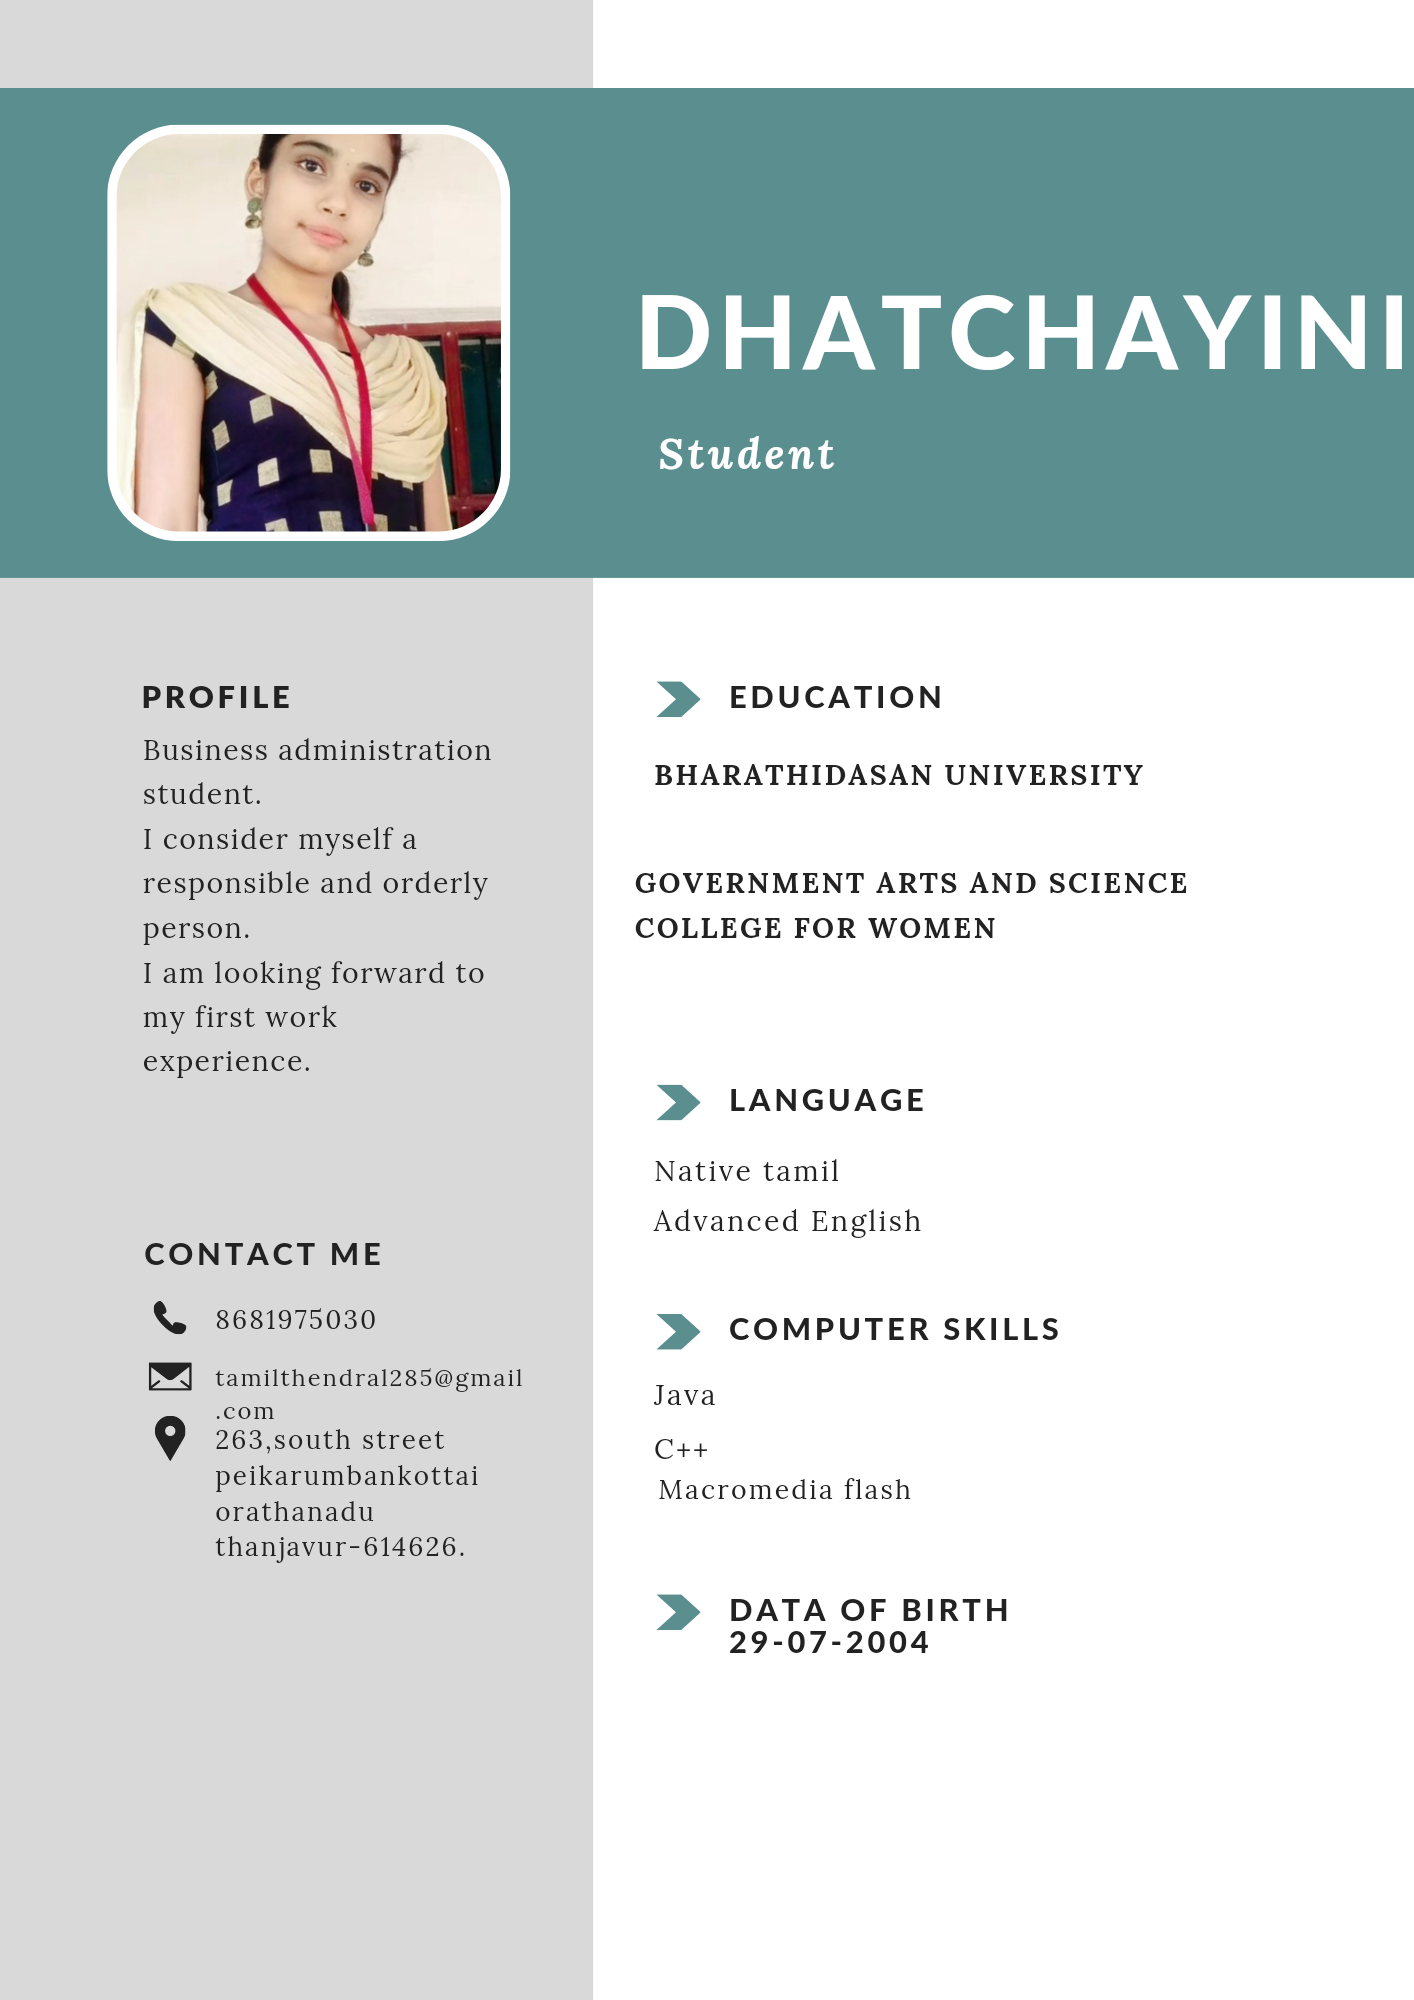 DHATCHAYINI
Student
PROFILE
Business administration
student.
I consider myself a
responsible and orderly
person.
I am looking forward to
my first work
experience.
CONTACT ME
8681975030
tamilthendral285@gmail
.com
263,south street
peikarumbankottai
orathanadu
thanjavur-614626.
EDUCATION
BHARATHIDASAN UNIVERSITY
GOVERNMENT ARTS AND SCIENCE
COLLEGE FOR WOMEN
LANGUAGE
Native tamil
Advanced English
COMPUTER SKILLS
Java
C++
Macromedia flash
DATA OF BIRTH
29-07-2004